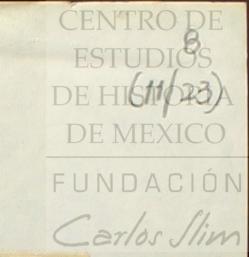 CENTRO DE
8
ESTUDIOS
DE HISTORIA
(11/23)
DE MEXICO
FUNDACIÓN
Carlos Slim